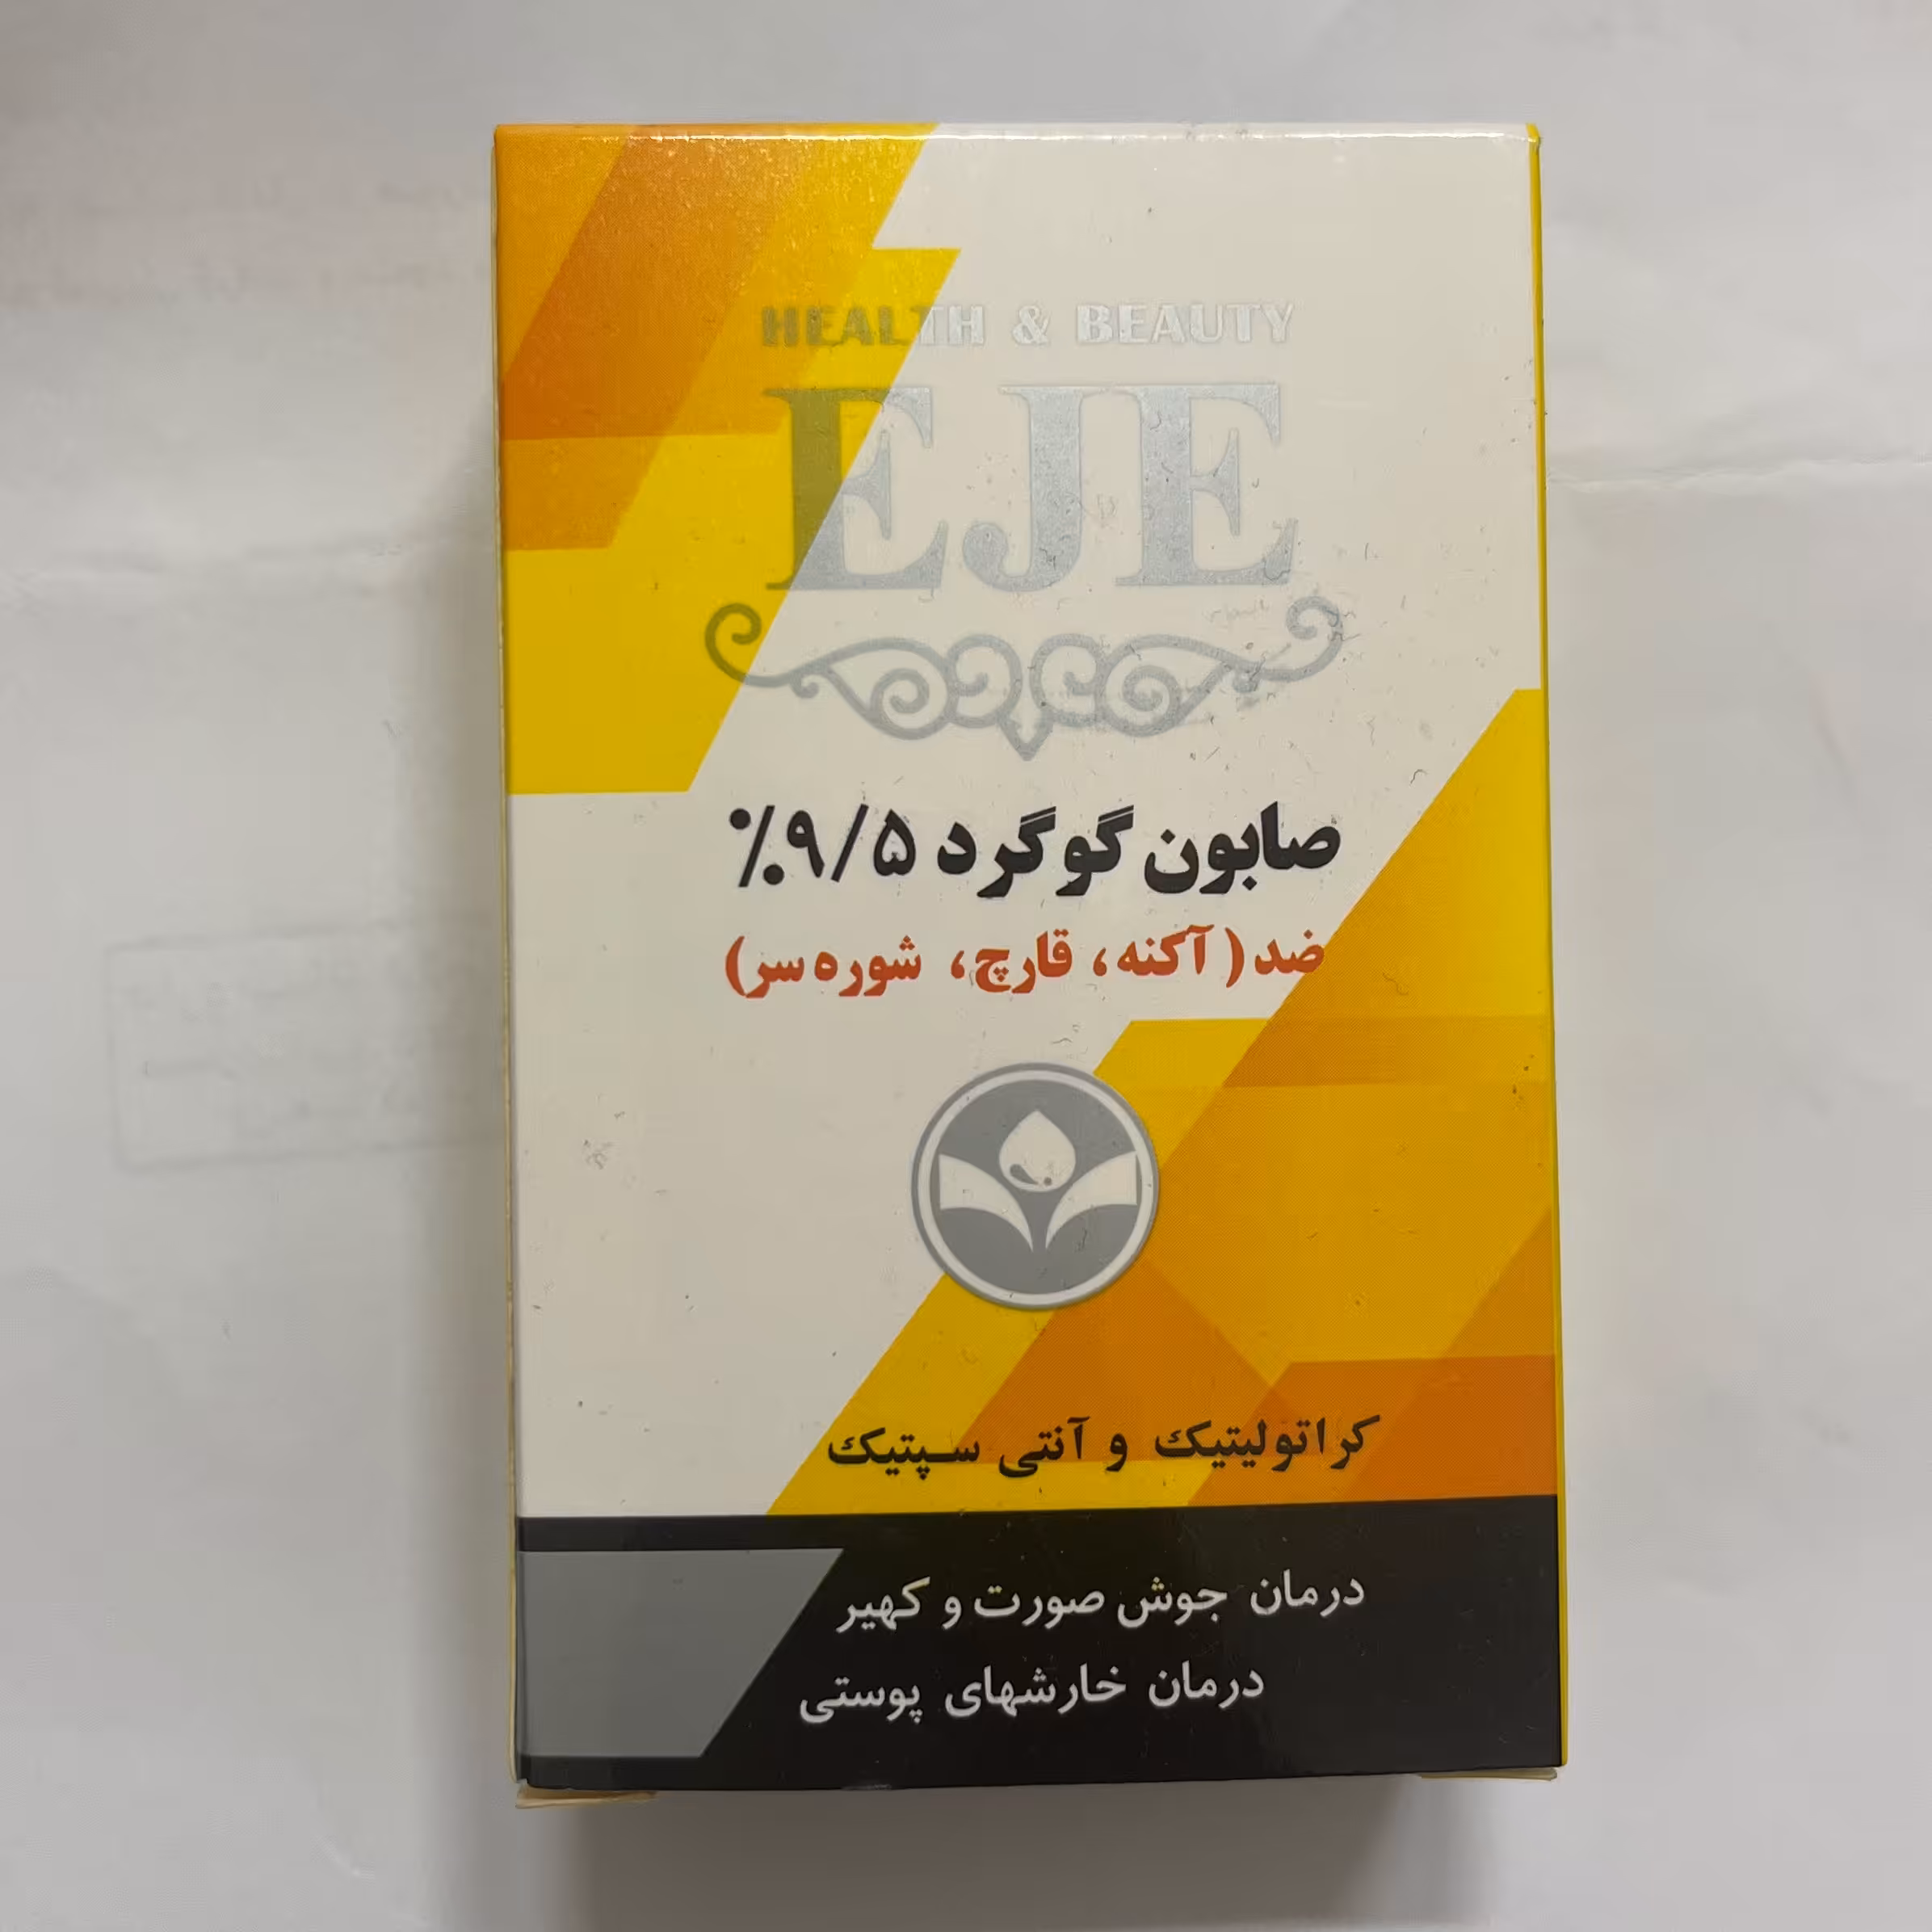 HEALTH & BEAUTY
EJE
صابون گوگرد ۹/۵٪
ضد (آکنه، قارچ، شوره سر)
کراتولیتیک و آنتی سپتیک
درمان جوش صورت و کهیر
درمان خارشهای پوستی